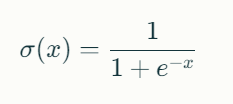 σ(x) = 1 / (1 + e^{-x})